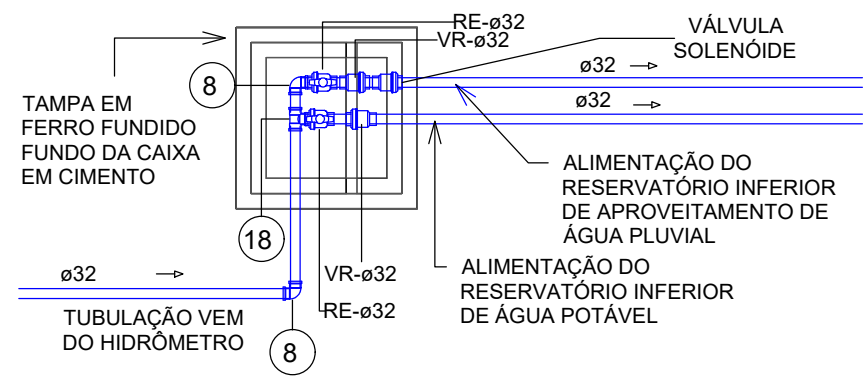 RE-ø32
VR-ø32
VÁLVULA
SOLENÓIDE
ø32
8
ø32
TAMPA EM
FERRO FUNDIDO
FUNDO DA CAIXA
EM CIMENTO
ALIMENTAÇÃO DO
RESERVATÓRIO INFERIOR
DE APROVEITAMENTO DE
ÁGUA PLUVIAL
18
VR-ø32
ø32
RE-ø32
ALIMENTAÇÃO DO
RESERVATÓRIO INFERIOR
DE ÁGUA POTÁVEL
TUBULAÇÃO VEM
DO HIDRÔMETRO
8